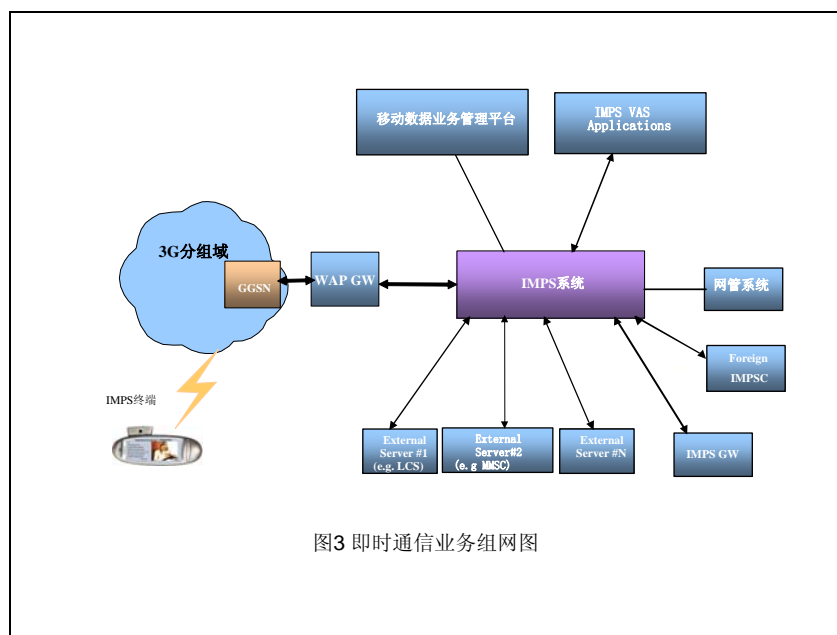 移动数据业务管理平台
IMPS VAS
Applications
3G分组域
GGSN
WAP GW
IMPS系统
网管系统
Foreign
IMPSC
IMPS终端
External
Server #1
(e.g. LCS)
External
Server#2
(e.g MMSC)
External
Server #N
IMPS GW
图3 即时通信业务组网图